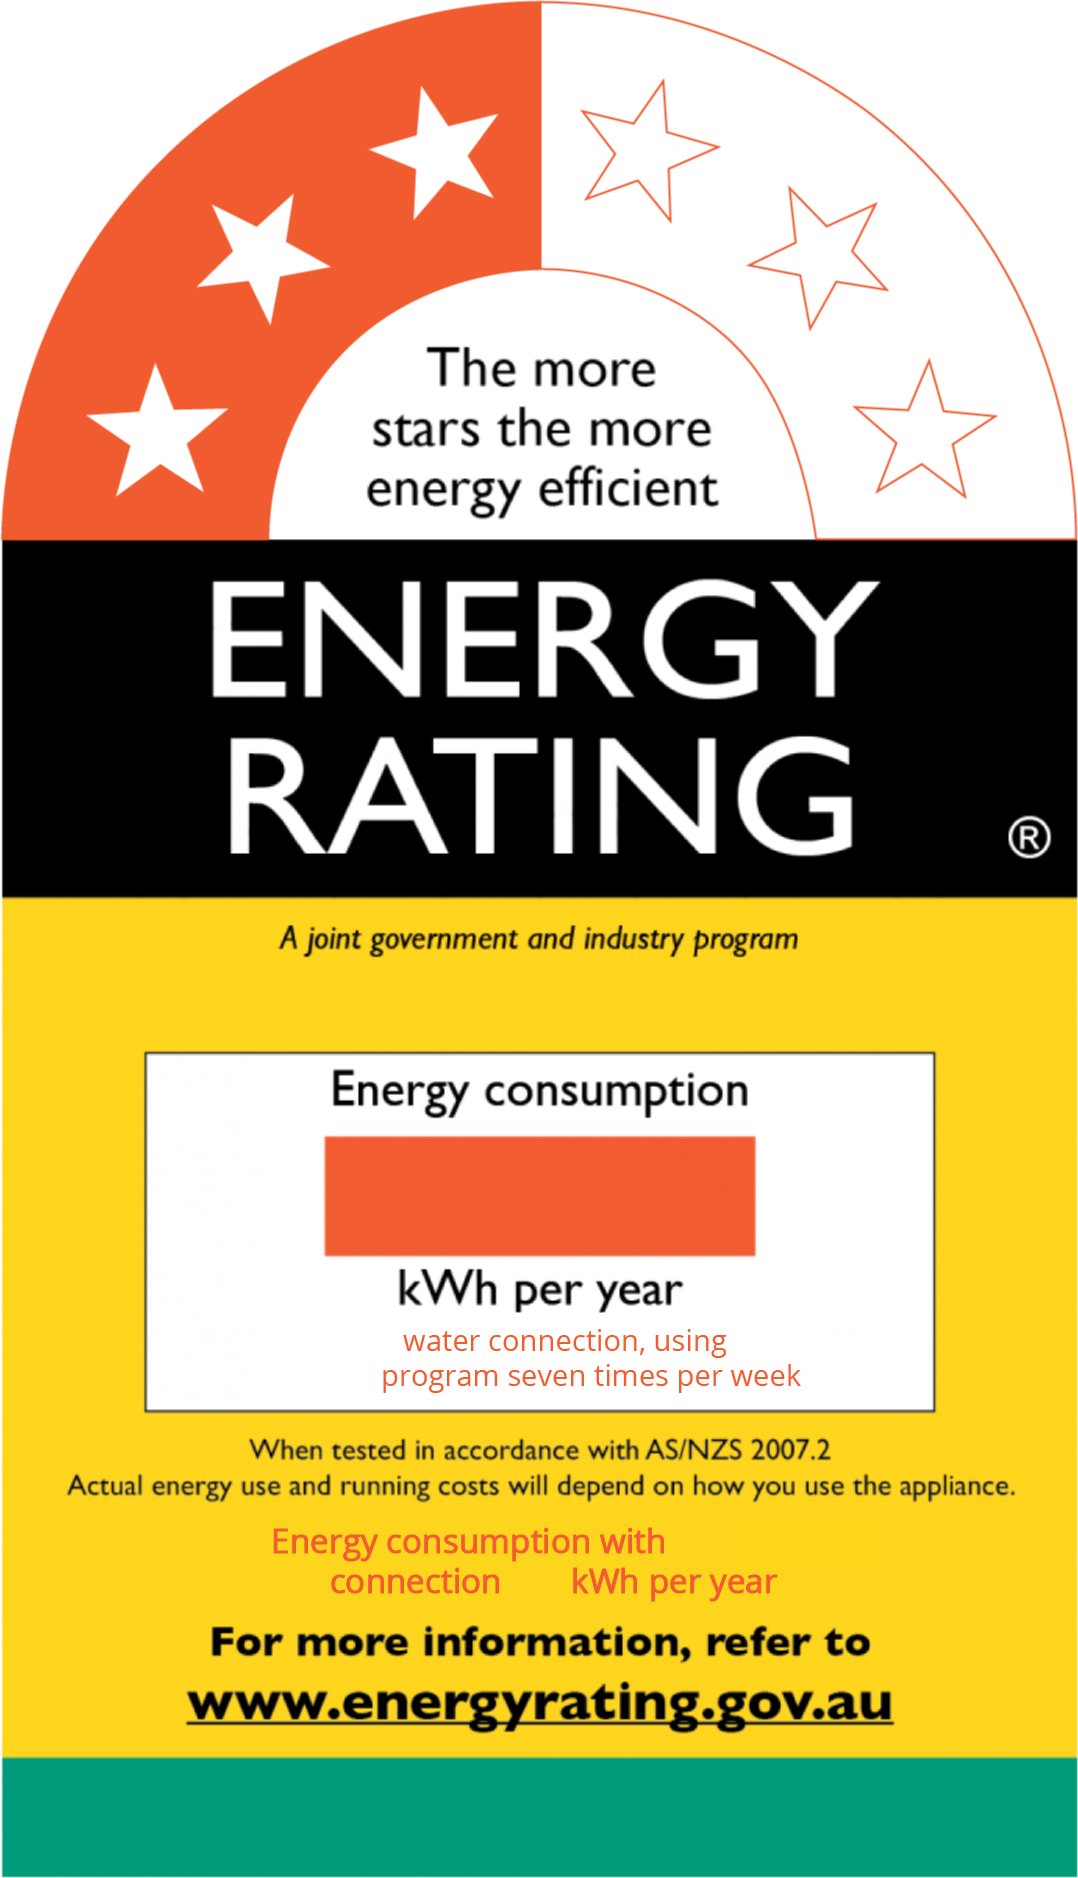 The more
stars the more
energy efficient
ENERGY
RATING
®
A joint government and industry program
Energy consumption
kWh per year
water connection, using
program seven times per week
When tested in accordance with AS/NZS 2007.2
Actual energy use and running costs will depend on how you use the appliance.
Energy consumption with
connection kWh per year
For more information, refer to
www.energyrating.gov.au